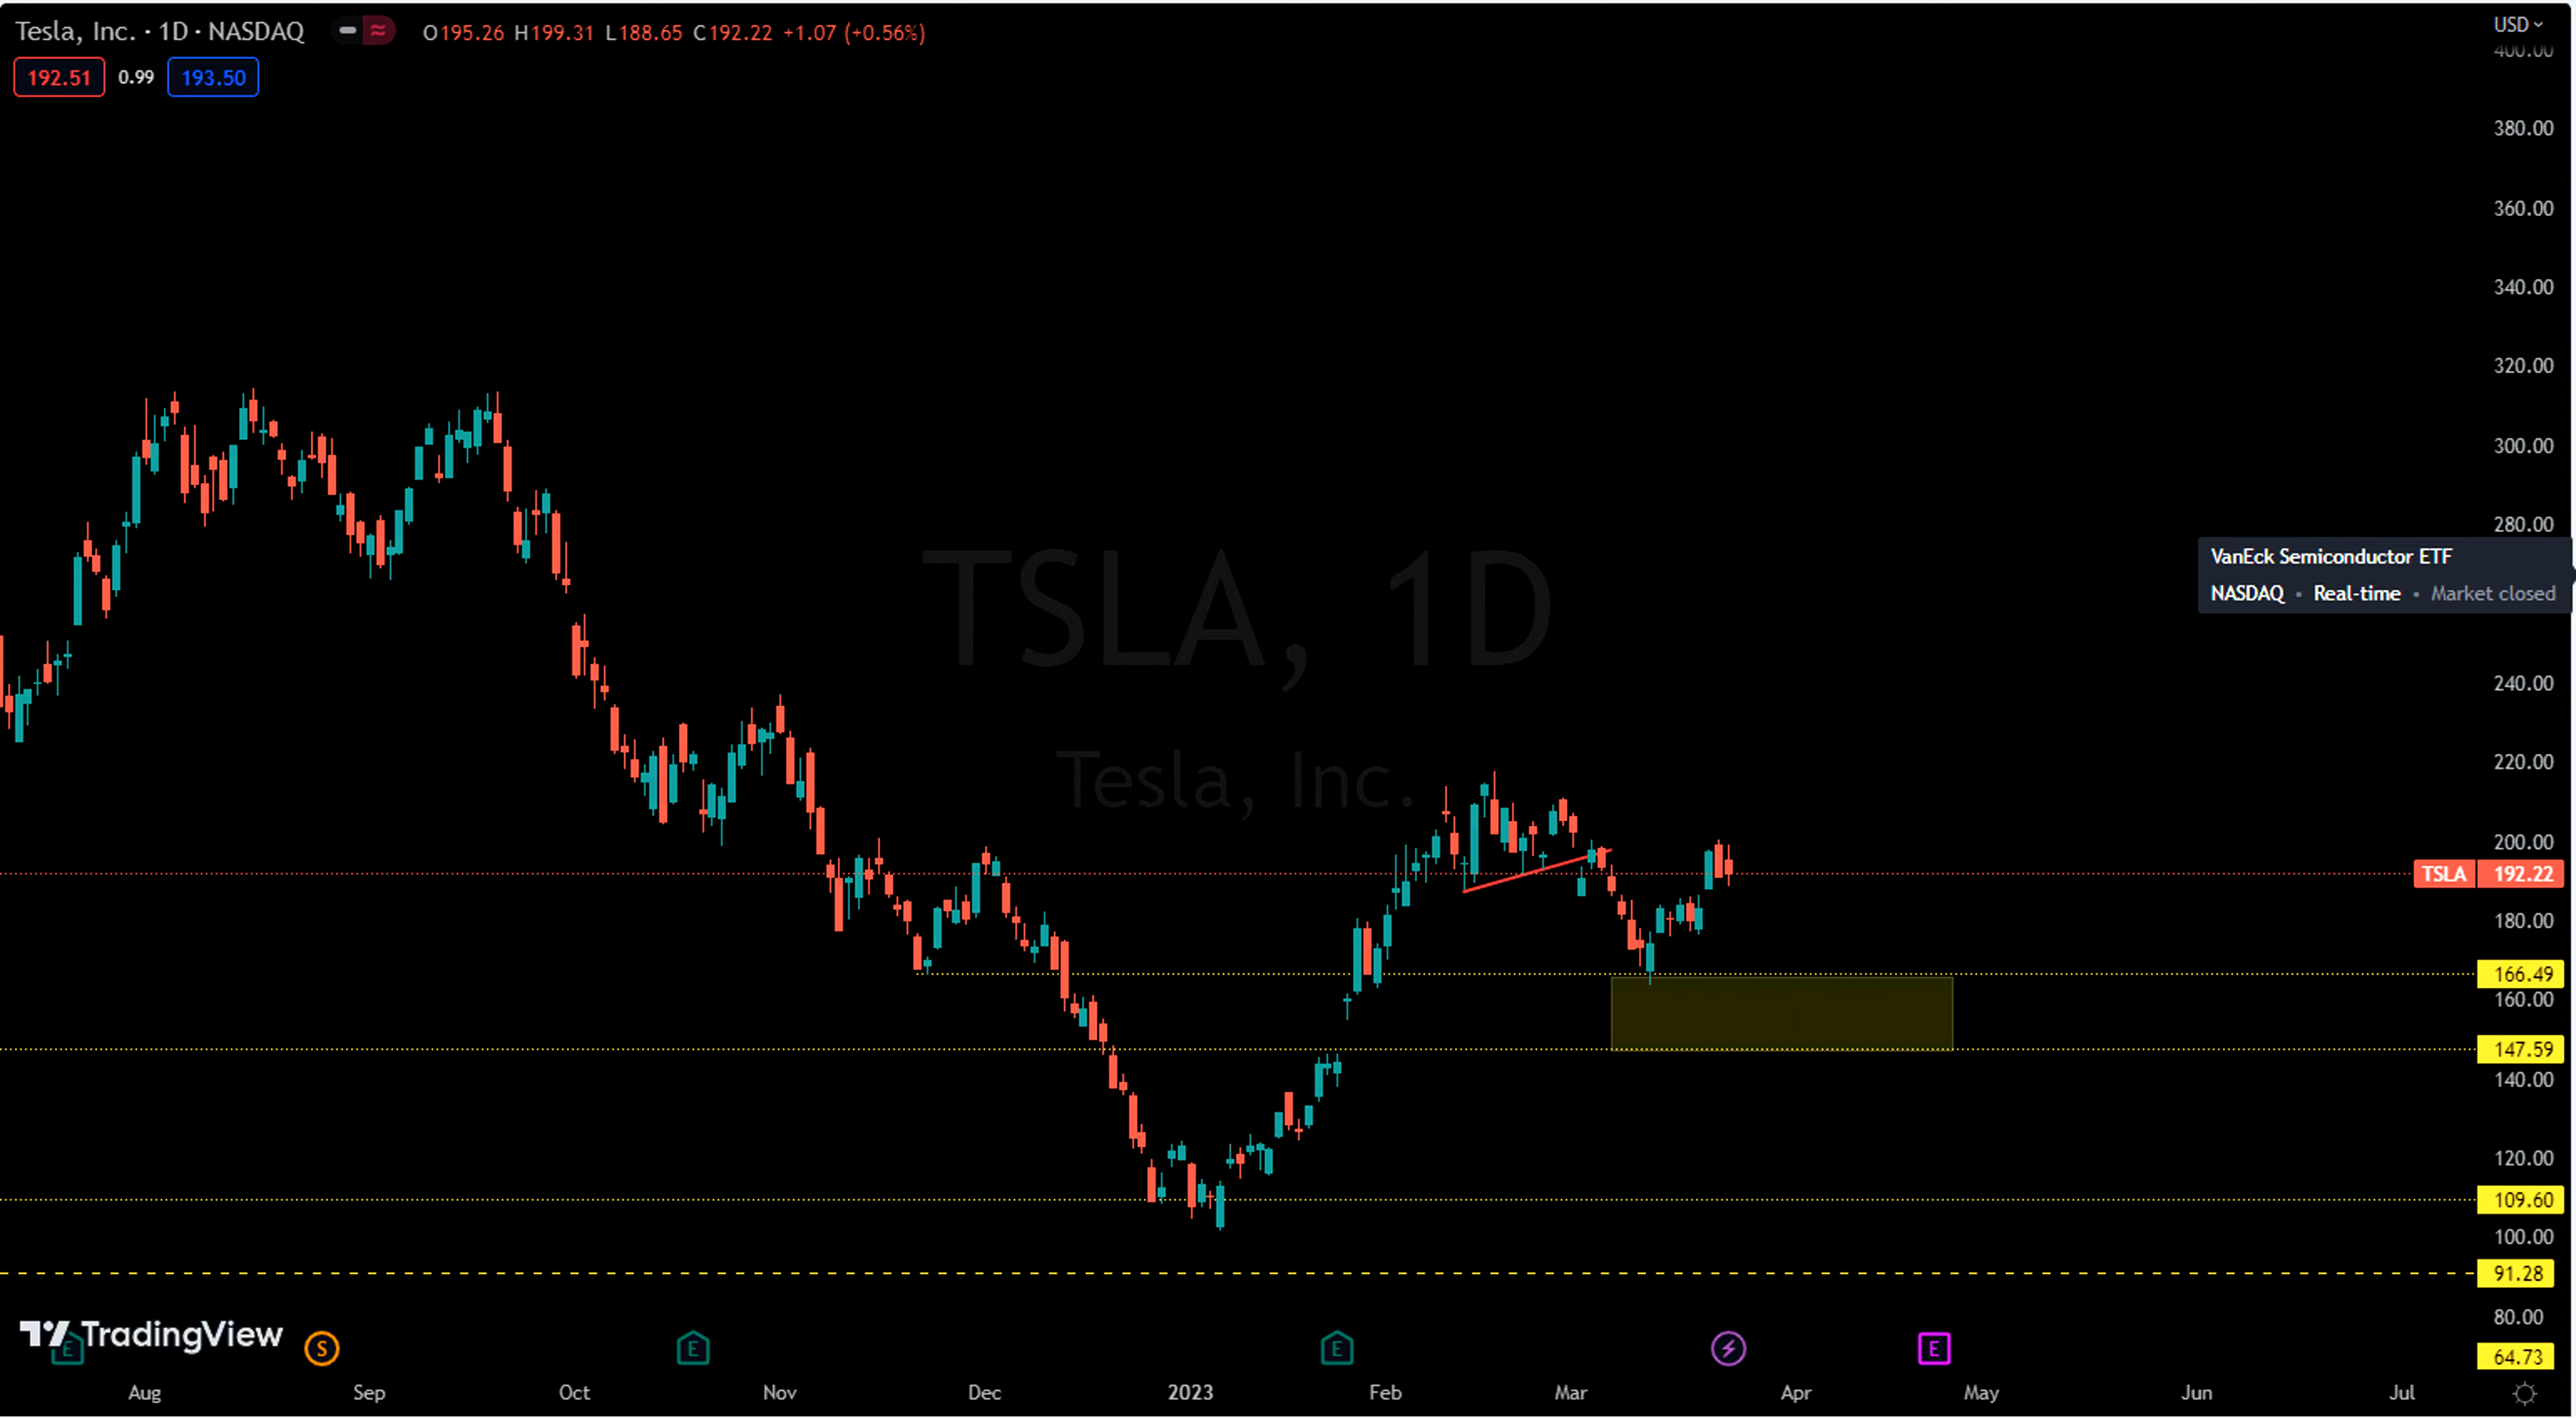 Tesla, Inc. · 1D · NASDAQ O195.26 H199.31 L188.65 C192.22 +1.07 (+0.56%)
192.51 0.99 193.50
USD
400.00
380.00
360.00
340.00
320.00
300.00
280.00
VanEck Semiconductor ETF
NASDAQ • Real-time • Market closed
TSLA, 1D
240.00
Tesla, Inc.
220.00
200.00
TSLA 192.22
180.00
166.49
160.00
147.59
140.00
120.00
109.60
100.00
91.28
80.00
TradingView
E S E E E
64.73
Aug Sep Oct Nov Dec 2023 Feb Mar Apr May Jun Jul